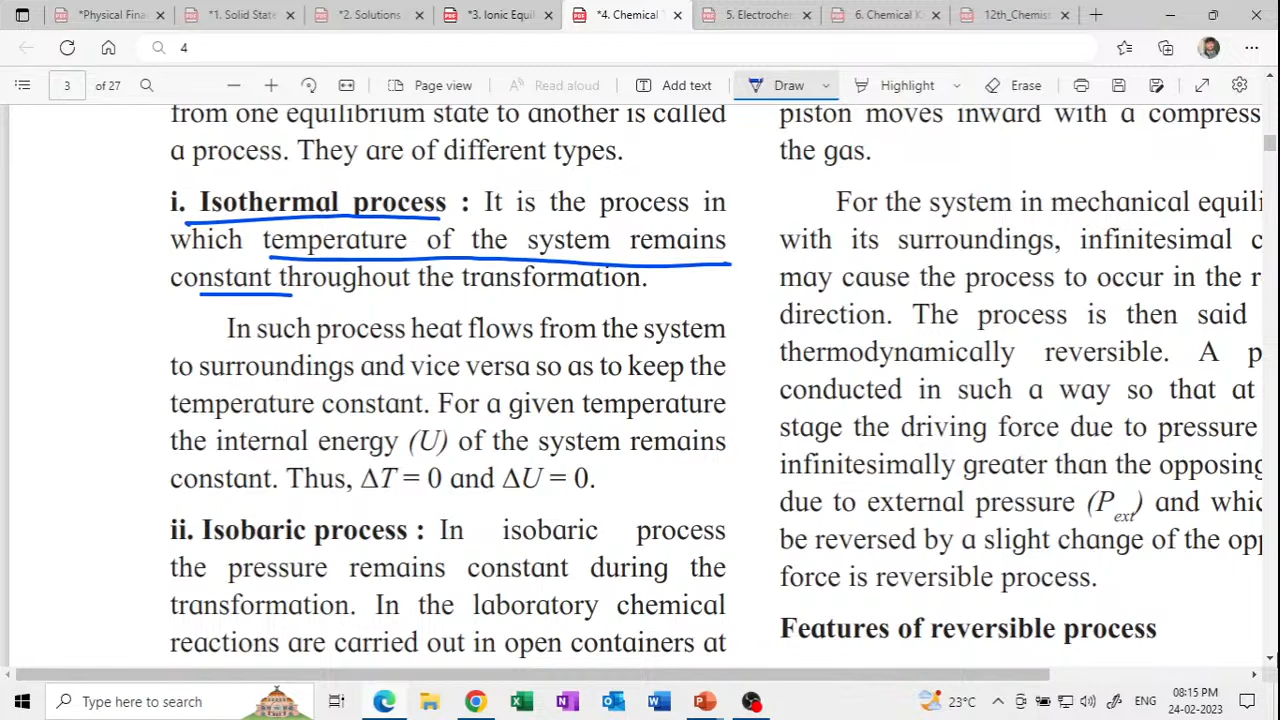 *Physical Fina
*1. Solid State
*2. Solutions
*3. Ionic Equil
*4. Chemical T
5. Electrochem
6. Chemical K
12th_Chemis
4
3 of 27
Page view
Read aloud
Add text
Draw
Highlight
Erase
from one equilibrium state to another is called
a process. They are of different types.
i. Isothermal process : It is the process in
which temperature of the system remains
constant throughout the transformation.
In such process heat flows from the system
to surroundings and vice versa so as to keep the
temperature constant. For a given temperature
the internal energy (U) of the system remains
constant. Thus, ΔT = 0 and ΔU = 0.
ii. Isobaric process : In isobaric process
the pressure remains constant during the
transformation. In the laboratory chemical
reactions are carried out in open containers at
piston moves inward with a compress
the gas.
For the system in mechanical equili
with its surroundings, infinitesimal c
may cause the process to occur in the r
direction. The process is then said
thermodynamically reversible. A p
conducted in such a way so that at
stage the driving force due to pressure
infinitesimally greater than the opposing
due to external pressure (Pext) and whic
be reversed by a slight change of the opp
force is reversible process.
Features of reversible process
Type here to search
23°C
ENG
08:15 PM
24-02-2023